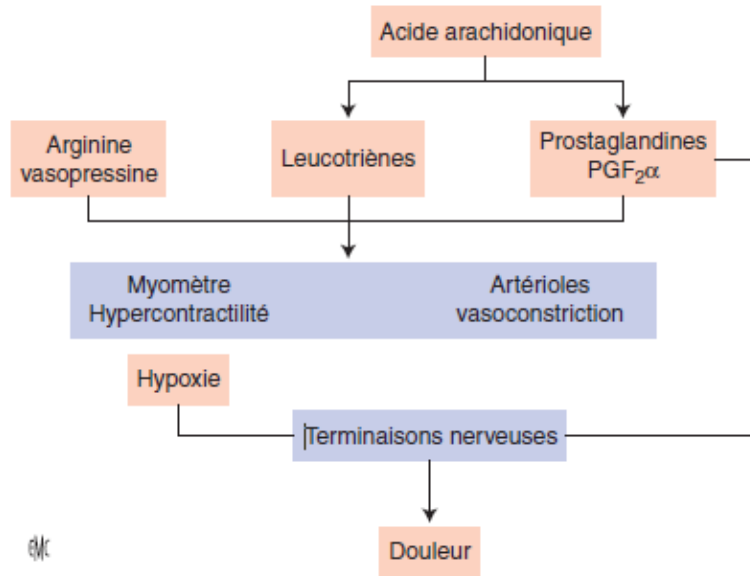 Acide arachidonique
Arginine
vasopressine
Leucotriènes
Prostaglandines
PGF₂α
Myomètre
Hypercontractilité
Artérioles
vasoconstriction
Hypoxie
Terminaisons nerveuses
Douleur
EMC